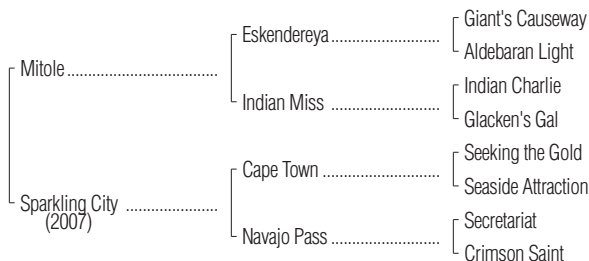 Giant's Causeway
Eskendereya
Aldebaran Light
Mitole
Indian Charlie
Indian Miss
Glacken's Gal
Seeking the Gold
Cape Town
Seaside Attraction
Sparkling City
(2007)
Secretariat
Navajo Pass
Crimson Saint